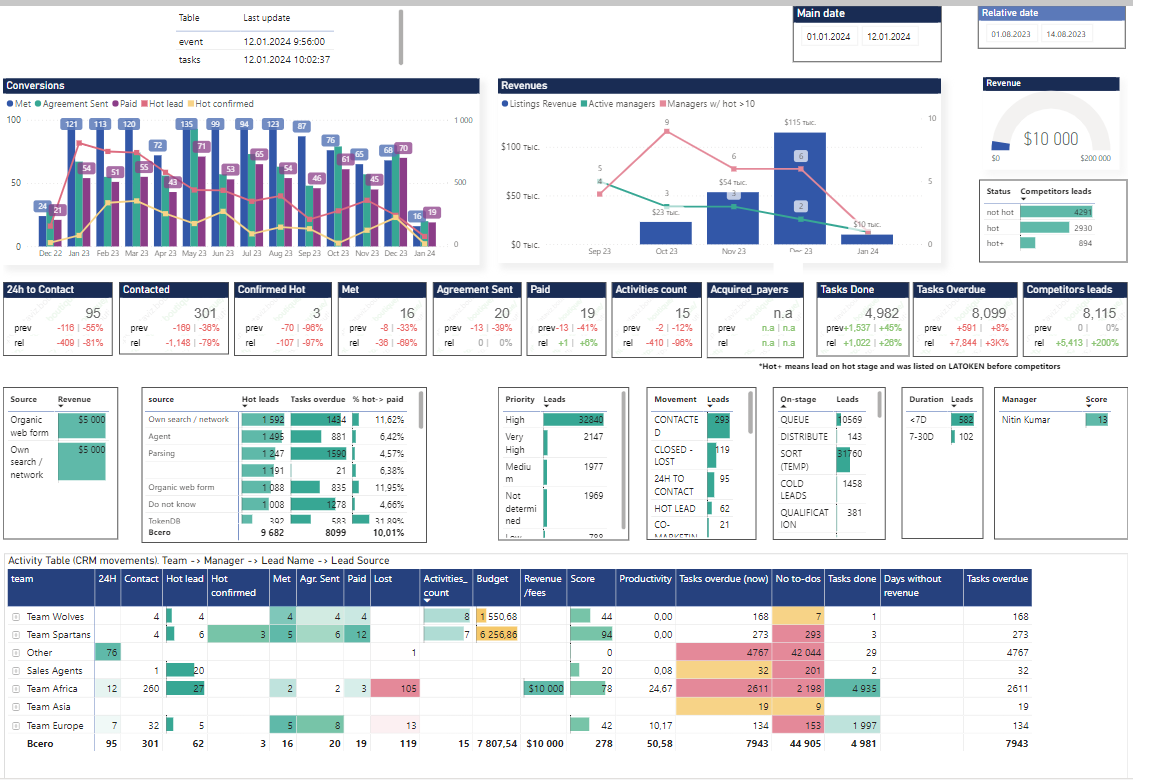 Table Last update
event 12.01.2024 9:56:00
tasks 12.01.2024 10:02:37
Main date
01.01.2024 12.01.2024
Relative date
01.08.2023 14.08.2023
Conversions
Met Agreement Sent Paid Hot lead Hot confirmed
100 50 0
1 000 500 0
121 113 120 72 135 99 94 123 87 76 65 68 16
24 21 54 51 55 43 71 53 65 54 46 61 45 70 19
Dec 22 Jan 23 Feb 23 Mar 23 Apr 23 May 23 Jun 23 Jul 23 Aug 23 Sep 23 Oct 23 Nov 23 Dec 23 Jan 24
Revenues
Listings Revenue Active managers Managers w/ hot >10
$100 тыс. $50 тыс. $0 тыс.
10 5 0
5 9 6 6
4 3 3 2
$23 тыс. $54 тыс. $115 тыс. $10 тыс.
Sep 23 Oct 23 Nov 23 Dec 23 Jan 24
Revenue
$10 000
$0 $200 000
Status Competitors leads
not hot 4291
hot 2930
hot+ 894
24h to Contact
95
prev -116 | -55%
rel -409 | -81%
Contacted
301
prev -169 | -36%
rel -1,148 | -79%
Confirmed Hot
3
prev -70 | -96%
rel -107 | -97%
Met
16
prev -8 | -33%
rel -36 | -69%
Agreement Sent
20
prev -13 | -39%
rel 0 | 0%
Paid
19
prev -13 | -41%
rel +1 | +6%
Activities count
15
prev -2 | -12%
rel -410 | -96%
Acquired_payers
n.a
prev n.a | n.a
rel n.a | n.a
Tasks Done
4,982
prev +1,537 | +45%
rel +1,022 | +26%
Tasks Overdue
8,099
prev +591 | +8%
rel +7,844 | +3K%
Competitors leads
8,115
prev 0 | 0%
rel +5,413 | +200%
*Hot+ means lead on hot stage and was listed on LATOKEN before competitors
Source Revenue
Organic web form $5 000
Own search / network $5 000
source Hot leads Tasks overdue % hot-> paid
Own search / network 1 592 1434 11,62%
Agent 1 495 881 6,42%
Parsing 1 247 1590 4,57%
1 191 21 6,38%
Organic web form 1 088 835 11,95%
Do not know 1 008 1278 4,66%
TokenDB 392 583 31,89%
Всего 9 682 8099 10,01%
Priority Leads
High 32840
Very High 2147
Mediu m 1977
Not determi ned 1969
Low 788
Movement Leads
CONTACTE D 293
CLOSED - LOST 119
24H TO CONTACT 95
HOT LEAD 62
CO-MARKETIN 21
On-stage Leads
QUEUE 10569
DISTRIBUTE 143
SORT (TEMP) 31760
COLD LEADS 1458
QUALIFICAT ION 381
Duration Leads
<7D 582
7-30D 102
Manager Score
Nitin Kumar 13
Activity Table (CRM movements). Team -> Manager -> Lead Name -> Lead Source
team 24H Contact Hot lead Hot confirmed Met Agr. Sent Paid Lost Activities_count Budget Revenue /fees Score Productivity Tasks overdue (now) No to-dos Tasks done Days without revenue Tasks overdue
Team Wolves 4 4 4 4 4 8 1 550,68 44 0,00 168 7 1 168
Team Spartans 4 6 3 5 6 12 7 6 256,86 94 0,00 273 293 3 273
Other 76 1 0 4767 42 044 29 4767
Sales Agents 1 20 20 0,08 32 201 2 32
Team Africa 12 260 27 2 2 3 105 $10 000 78 24,67 2611 2 198 4 935 2611
Team Asia 19 9 19
Team Europe 7 32 5 5 8 13 42 10,17 134 153 1 997 134
Всего 95 301 62 3 16 20 19 119 15 7 807,54 $10 000 278 50,58 7943 44 905 4 981 7943